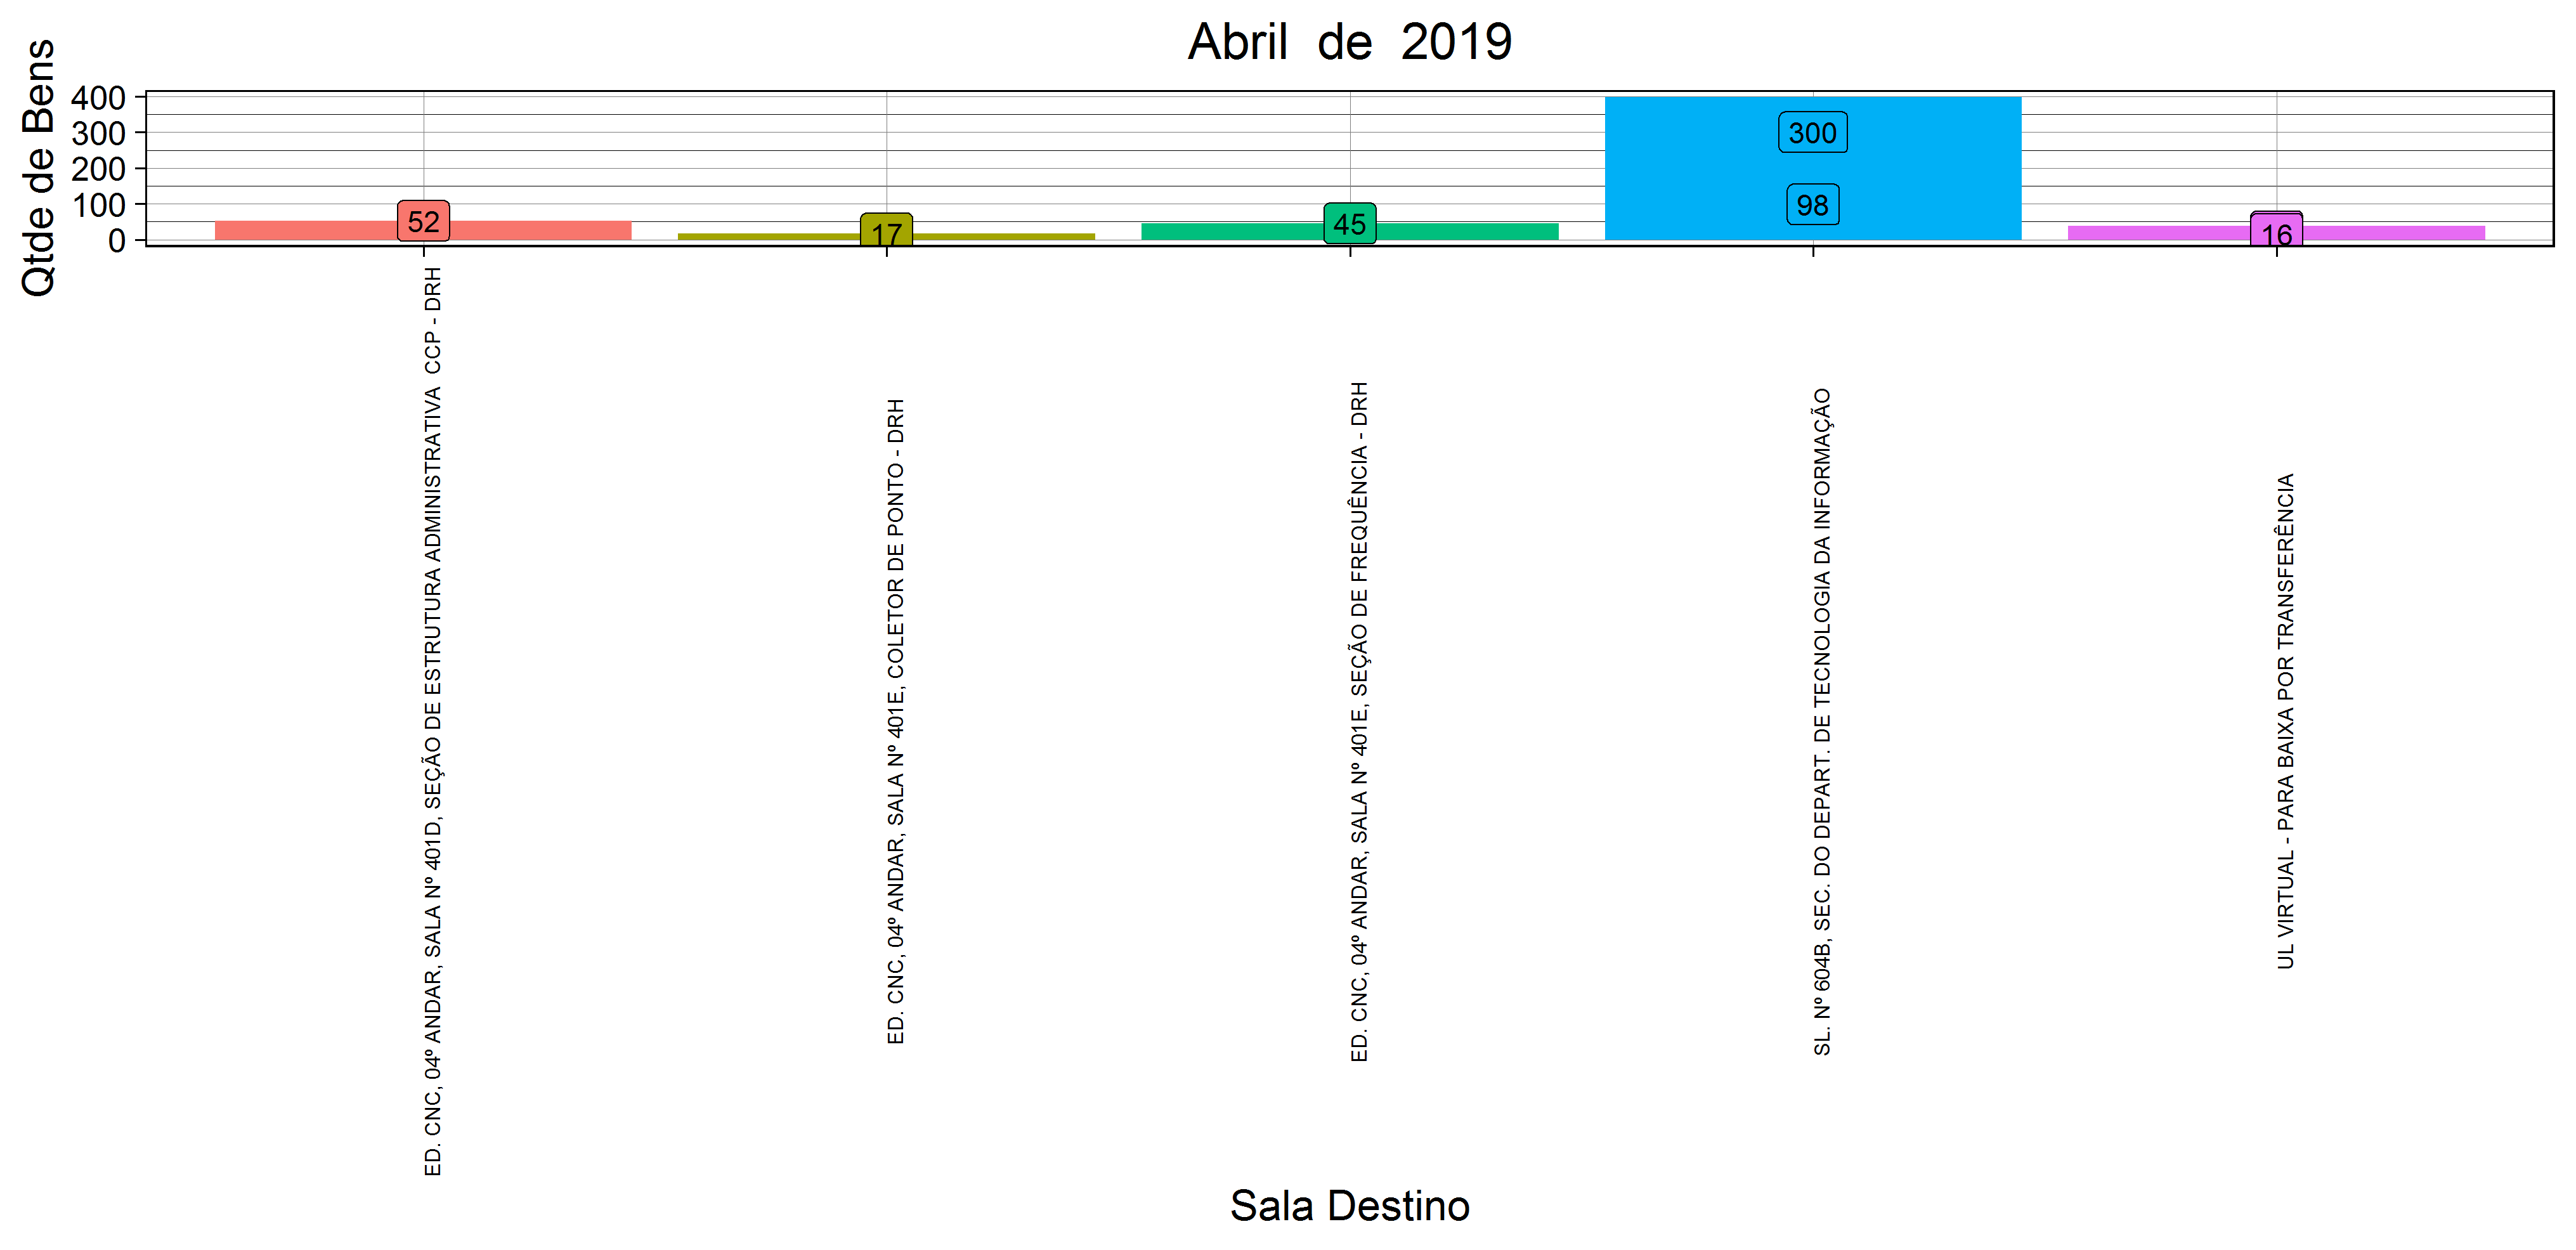 Abril de 2019
Qtde de Bens
400
300
200
100
0
52
17
45
300
98
16
ED. CNC, 04º ANDAR, SALA Nº 401D, SEÇÃO DE ESTRUTURA ADMINISTRATIVA CCP - DRH
ED. CNC, 04º ANDAR, SALA Nº 401E, COLETOR DE PONTO - DRH
ED. CNC, 04º ANDAR, SALA Nº 401E, SEÇÃO DE FREQUÊNCIA - DRH
SL. Nº 604B, SEC. DO DEPART. DE TECNOLOGIA DA INFORMAÇÃO
UL VIRTUAL - PARA BAIXA POR TRANSFERÊNCIA
Sala Destino